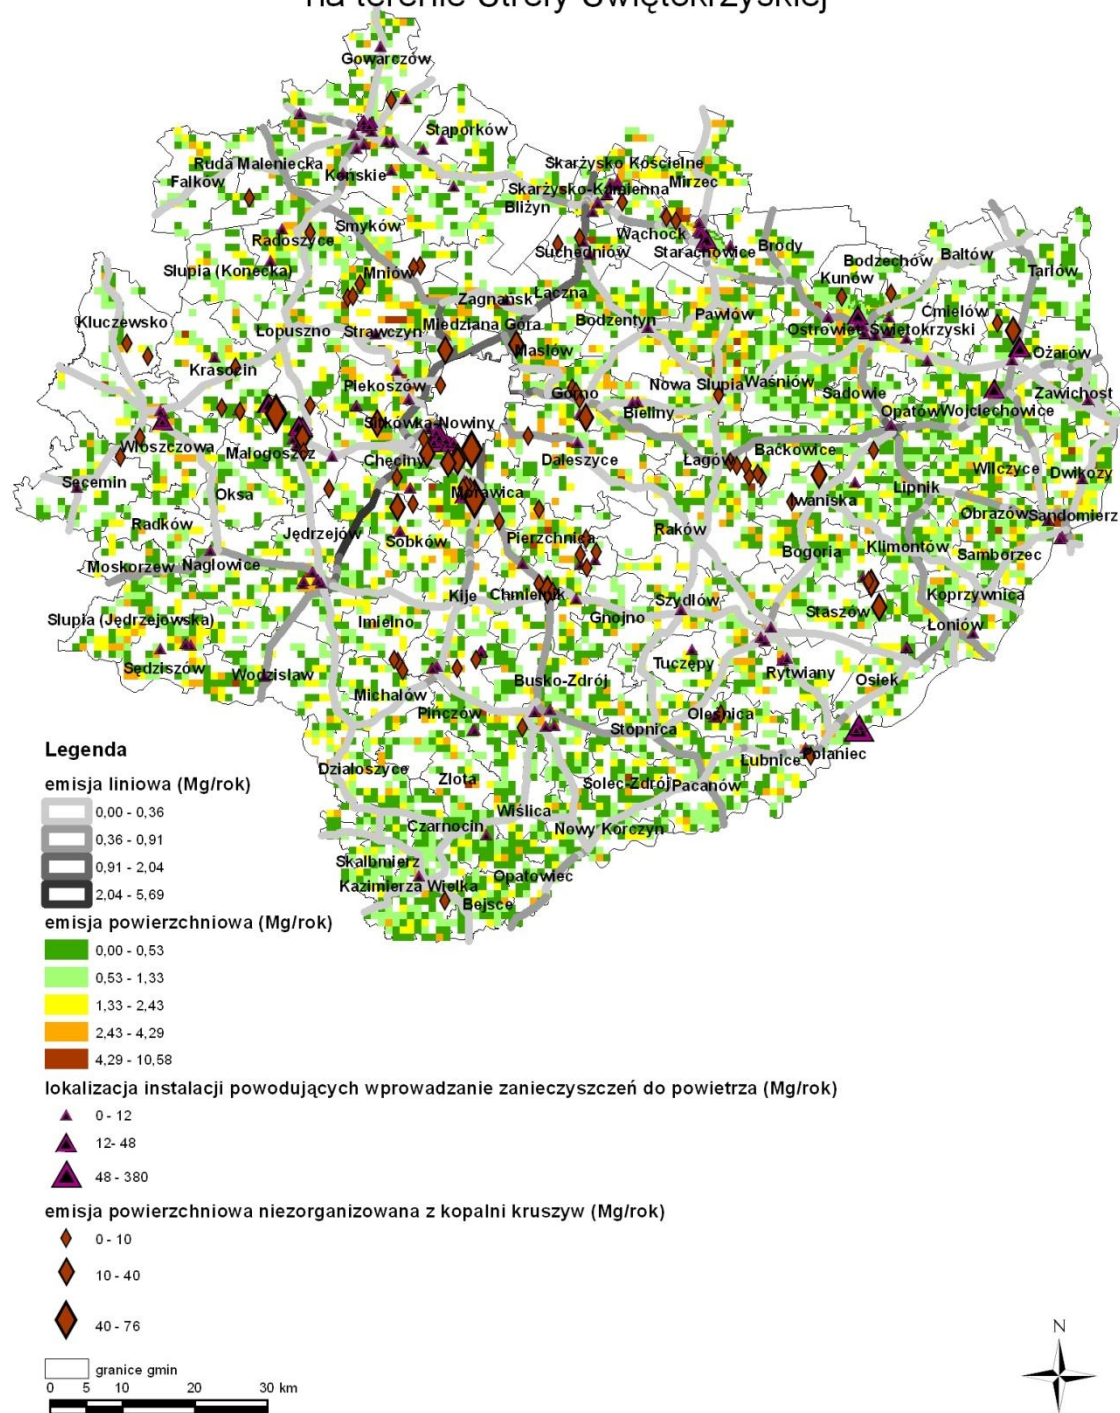 na terenie Strefy Świętokrzyskiej
Gowarczów
Stąporków
Ruda Maleniecka
Końskie
Fałków
Skarżysko Kościelne
Skarżysko-Kamienna
Mirzec
Bliżyn
Smyków
Radoszyce
Wąchock
Suchedniów
Starachowice
Brody
Bodzechów
Bałtów
Kunów
Tarłów
Słupia (Konecka)
Mniów
Zagnańsk
Łączna
Ćmielów
Kluczewsko
Łopuszno
Strawczyn
Miedziana Góra
Bodzentyn
Pawłów
Ostrowiec Świętokrzyski
Masłów
Ożarów
Krasocin
Piekoszów
Górno
Nowa Słupia
Waśniów
Sadowie
Zawichost
Bieliny
Opatów
Wojciechowice
Sitkówka-Nowiny
Włoszczowa
Małogoszcz
Chęciny
Daleszyce
Łagów
Baćkowice
Wilczyce
Dwikozy
Secemin
Oksa
Morawica
Iwaniska
Lipnik
Obrazów
Sandomierz
Radków
Jędrzejów
Sobków
Pierzchnica
Raków
Bogoria
Klimontów
Samborzec
Moskorzew
Nagłowice
Kije
Chmielnik
Szydłów
Koprzywnica
Słupia (Jędrzejowska)
Imielno
Gnojno
Staszów
Łoniów
Sędziszów
Wodzisław
Tuczępy
Rytwiany
Osiek
Michałów
Busko-Zdrój
Pińczów
Oleśnica
Stopnica
Połaniec
Łubnice
Działoszyce
Złota
Solec-Zdrój
Pacanów
Wiślica
Czarnocin
Nowy Korczyn
Skalbmierz
Opatowiec
Kazimierza Wielka
Bejsce
Legenda
emisja liniowa (Mg/rok)
0,00 - 0,36
0,36 - 0,91
0,91 - 2,04
2,04 - 5,69
emisja powierzchniowa (Mg/rok)
0,00 - 0,53
0,53 - 1,33
1,33 - 2,43
2,43 - 4,29
4,29 - 10,58
lokalizacja instalacji powodujących wprowadzanie zanieczyszczeń do powietrza (Mg/rok)
0 - 12
12- 48
48 - 380
emisja powierzchniowa niezorganizowana z kopalni kruszyw (Mg/rok)
0 - 10
10 - 40
40 - 76
granice gmin
0 5 10 20 30 km
N